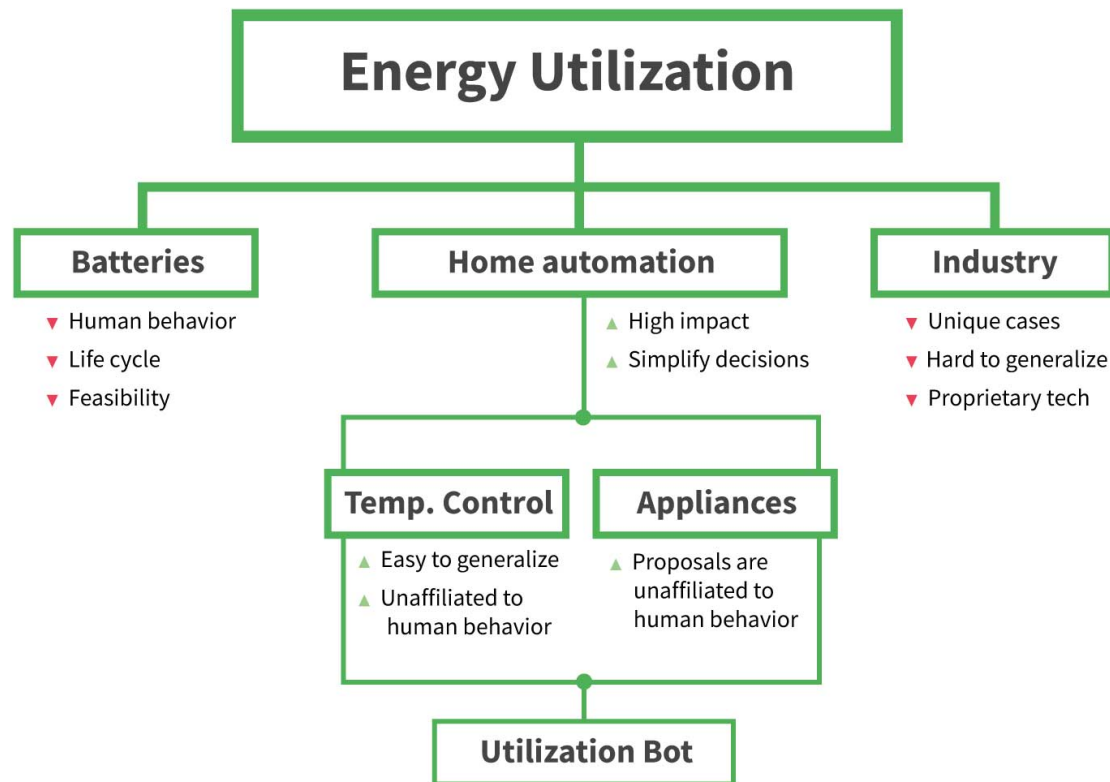 Energy Utilization
Batteries
Human behavior
Life cycle
Feasibility
Home automation
High impact
Simplify decisions
Industry
Unique cases
Hard to generalize
Proprietary tech
Temp. Control
Easy to generalize
Unaffiliated to
human behavior
Appliances
Proposals are
unaffiliated to
human behavior
Utilization Bot